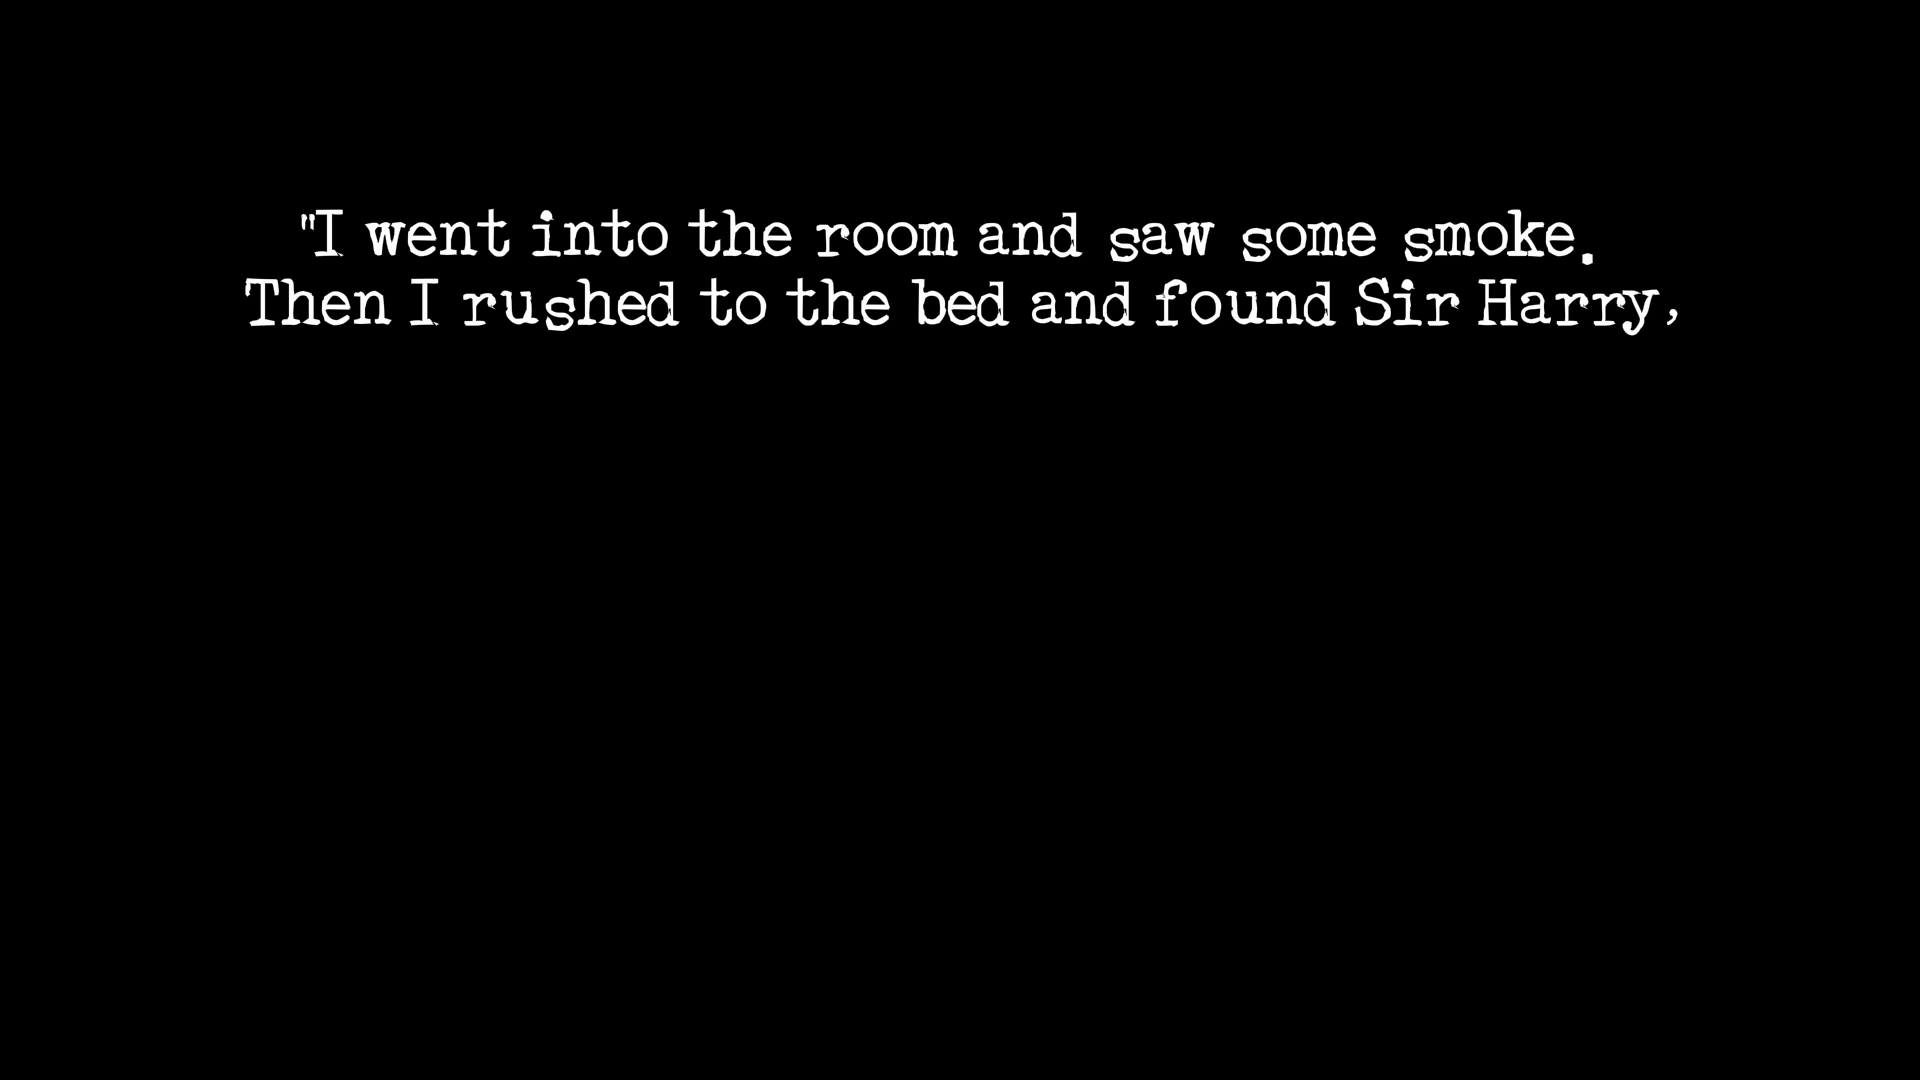 "I went into the room and saw some smoke.
Then I rushed to the bed and found Sir Harry,